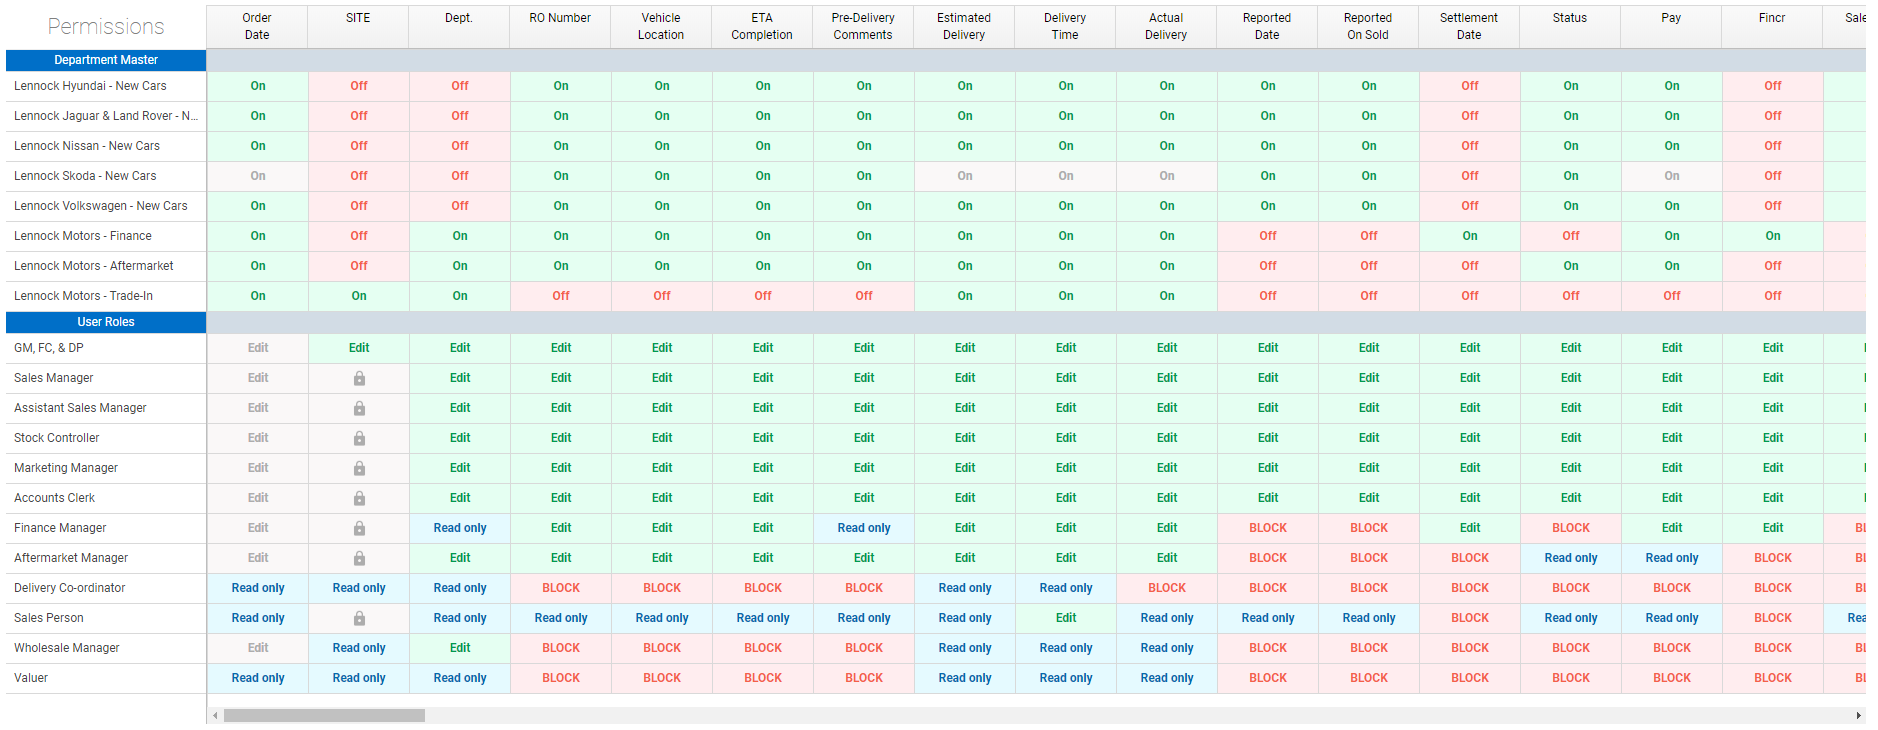 Permissions
Order Date SITE Dept. RO Number Vehicle Location ETA Completion Pre-Delivery Comments Estimated Delivery Delivery Time Actual Delivery Reported Date Reported On Sold Settlement Date Status Pay Fincr Sale
Department Master
Lennock Hyundai - New Cars On Off Off On On On On On On On On On Off On On Off
Lennock Jaguar & Land Rover - N... On Off Off On On On On On On On On On Off On On Off
Lennock Nissan - New Cars On Off Off On On On On On On On On On Off On On Off
Lennock Skoda - New Cars On Off Off On On On On On On On On On Off On On Off
Lennock Volkswagen - New Cars On Off Off On On On On On On On On On Off On On Off
Lennock Motors - Finance On Off On On On On On On On On Off Off On Off On On
Lennock Motors - Aftermarket On Off On On On On On On On On Off Off Off On On Off
Lennock Motors - Trade-In On On On Off Off Off Off On On On Off Off Off Off Off Off
User Roles
GM, FC, & DP Edit Edit Edit Edit Edit Edit Edit Edit Edit Edit Edit Edit Edit Edit Edit Edit
Sales Manager Edit Edit Edit Edit Edit Edit Edit Edit Edit Edit Edit Edit Edit Edit Edit
Assistant Sales Manager Edit Edit Edit Edit Edit Edit Edit Edit Edit Edit Edit Edit Edit Edit Edit
Stock Controller Edit Edit Edit Edit Edit Edit Edit Edit Edit Edit Edit Edit Edit Edit Edit
Marketing Manager Edit Edit Edit Edit Edit Edit Edit Edit Edit Edit Edit Edit Edit Edit Edit
Accounts Clerk Edit Edit Edit Edit Edit Edit Edit Edit Edit Edit Edit Edit Edit Edit Edit
Finance Manager Edit Read only Edit Edit Edit Read only Edit Edit Edit BLOCK BLOCK Edit BLOCK Edit Edit BL
Aftermarket Manager Edit Edit Edit Edit Edit Edit Edit Edit Edit BLOCK BLOCK BLOCK Read only Read only BLOCK BL
Delivery Co-ordinator Read only Read only Read only BLOCK BLOCK BLOCK BLOCK Read only Read only BLOCK BLOCK BLOCK BLOCK BLOCK BLOCK BLOCK BL
Sales Person Read only Read only Read only Read only Read only Read only Read only Edit Read only Read only Read only BLOCK Read only Read only BLOCK Rea
Wholesale Manager Edit Read only Edit BLOCK BLOCK BLOCK BLOCK Read only Read only Read only BLOCK BLOCK BLOCK BLOCK BLOCK BLOCK BL
Valuer Read only Read only Read only BLOCK BLOCK BLOCK BLOCK Read only Read only Read only BLOCK BLOCK BLOCK BLOCK BLOCK BLOCK BL